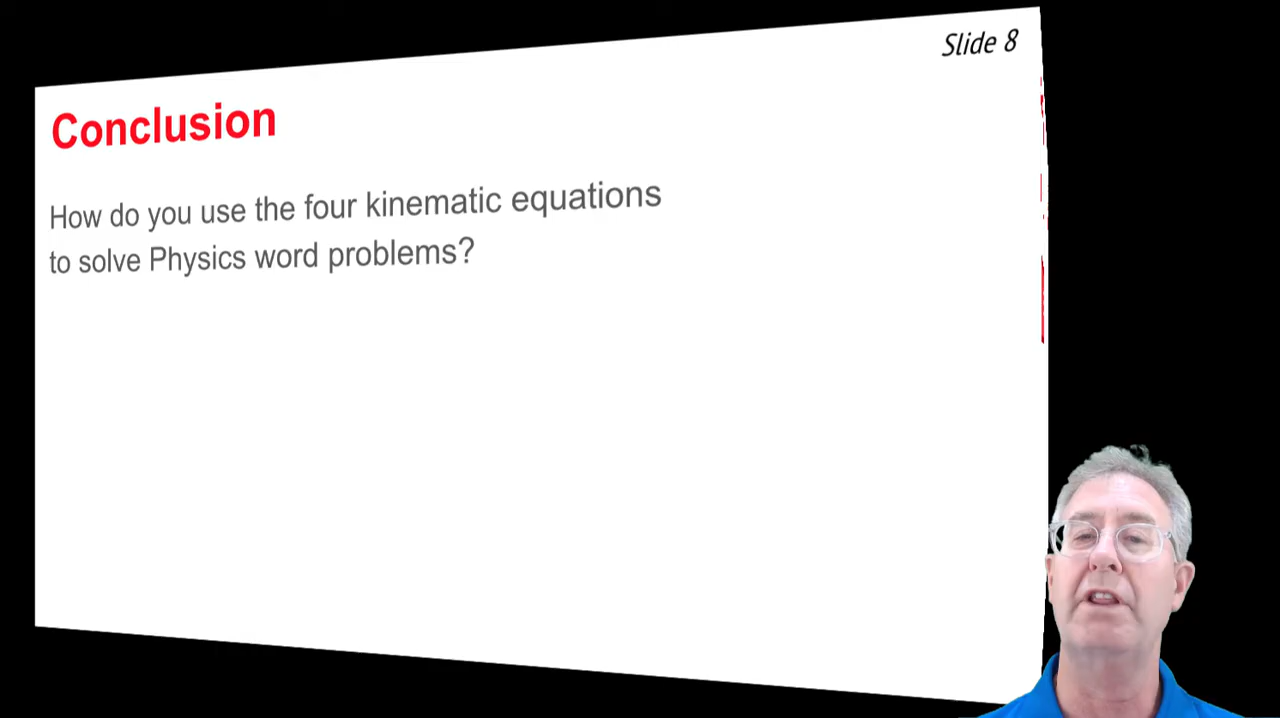 Slide 8
Conclusion
How do you use the four kinematic equations
to solve Physics word problems?